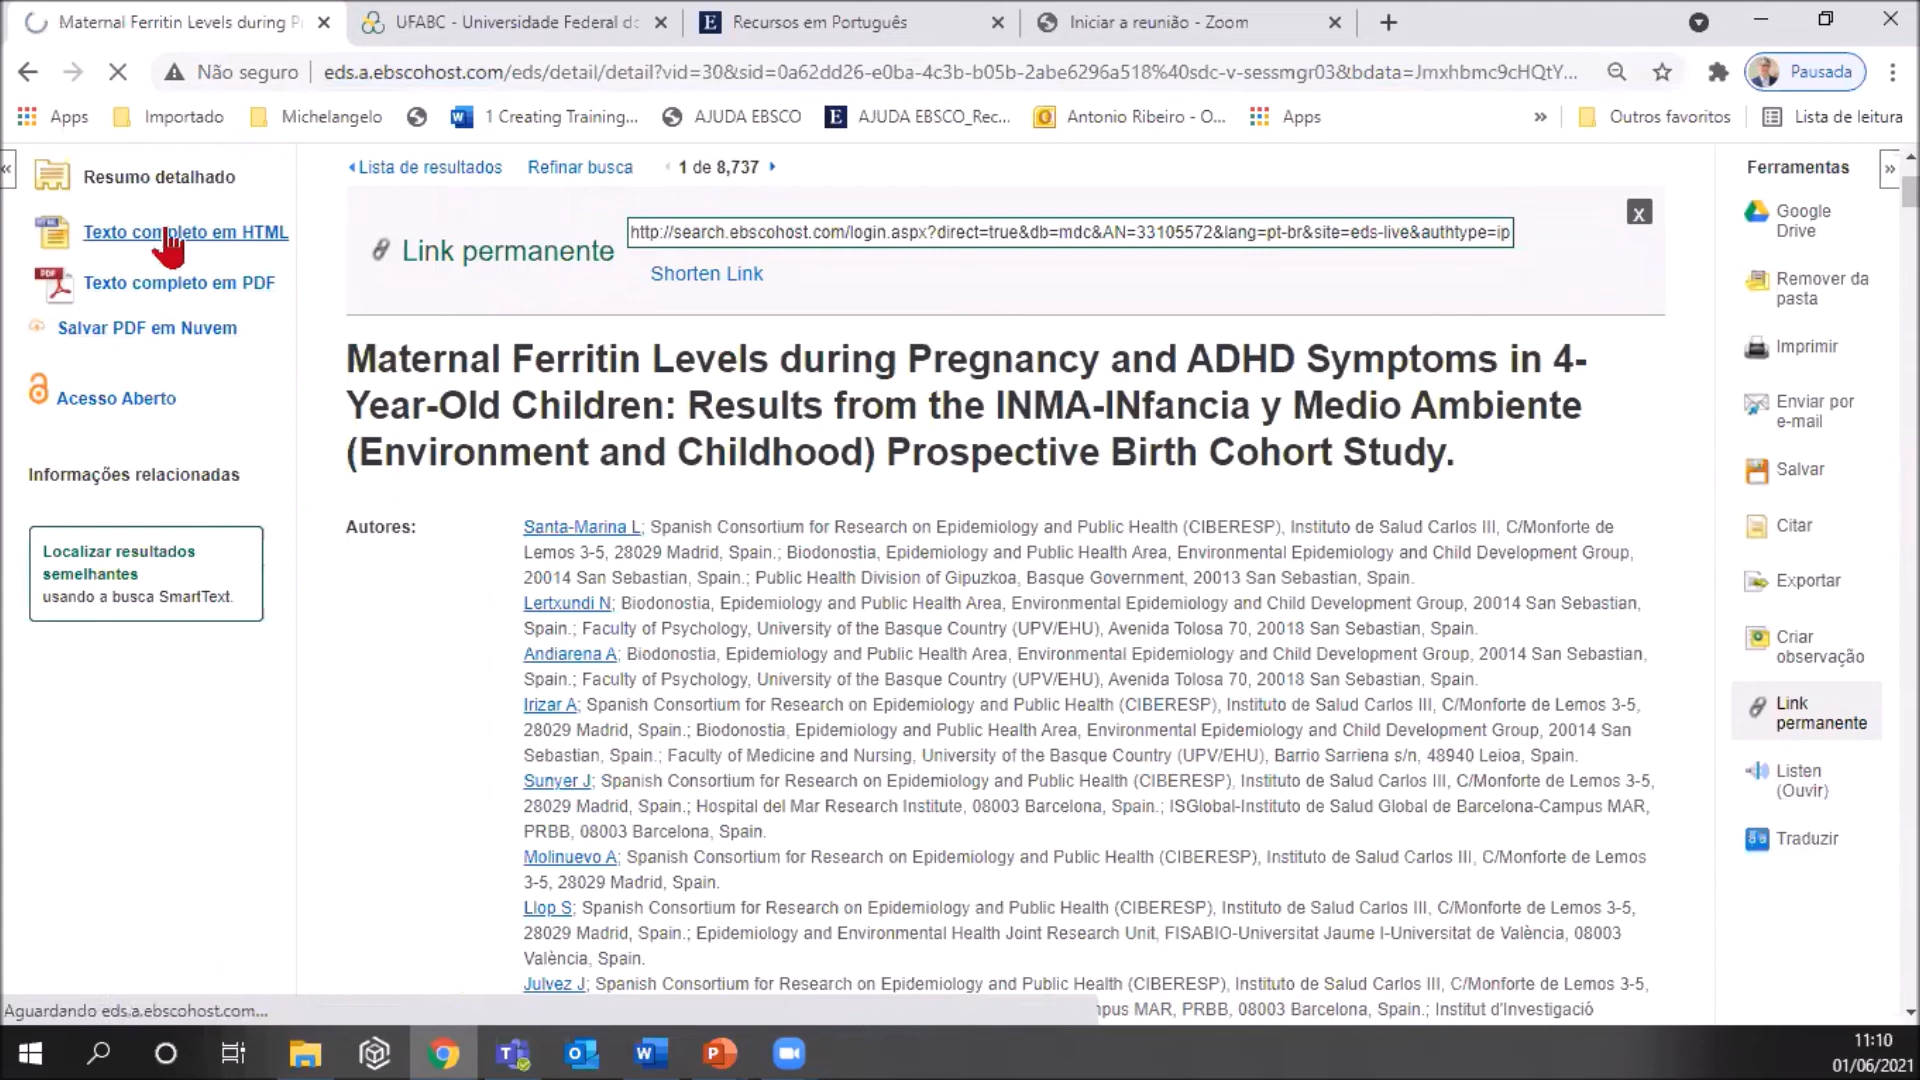 Maternal Ferritin Levels during P
UFABC - Universidade Federal do
Recursos em Português
Iniciar a reunião - Zoom
Não seguro
eds.a.ebscohost.com/eds/detail/detail?vid=30&sid=0a62dd26-e0ba-4c3b-b05b-2abe6296a518%40sdc-v-sessmgr03&bdata=Jmxhbmc9cHQtY...
Pausada
Apps
Importado
Michelangelo
1 Creating Training...
AJUDA EBSCO
AJUDA EBSCO_Rec...
Antonio Ribeiro - O...
Apps
»
Outros favoritos
Lista de leitura
«
Resumo detalhado
Texto completo em HTML
Texto completo em PDF
Salvar PDF em Nuvem
Acesso Aberto
Informações relacionadas
Localizar resultados
semelhantes
usando a busca SmartText.
Lista de resultados
Refinar busca
1 de 8,737
x
Link permanente
http://search.ebscohost.com/login.aspx?direct=true&db=mdc&AN=33105572&lang=pt-br&site=eds-live&authtype=ip
Shorten Link
Maternal Ferritin Levels during Pregnancy and ADHD Symptoms in 4-
Year-Old Children: Results from the INMA-INfancia y Medio Ambiente
(Environment and Childhood) Prospective Birth Cohort Study.
Autores:
Santa-Marina L; Spanish Consortium for Research on Epidemiology and Public Health (CIBERESP), Instituto de Salud Carlos III, C/Monforte de
Lemos 3-5, 28029 Madrid, Spain.; Biodonostia, Epidemiology and Public Health Area, Environmental Epidemiology and Child Development Group,
20014 San Sebastian, Spain.; Public Health Division of Gipuzkoa, Basque Government, 20013 San Sebastian, Spain.
Lertxundi N; Biodonostia, Epidemiology and Public Health Area, Environmental Epidemiology and Child Development Group, 20014 San Sebastian,
Spain.; Faculty of Psychology, University of the Basque Country (UPV/EHU), Avenida Tolosa 70, 20018 San Sebastian, Spain.
Andiarena A; Biodonostia, Epidemiology and Public Health Area, Environmental Epidemiology and Child Development Group, 20014 San Sebastian,
Spain.; Faculty of Psychology, University of the Basque Country (UPV/EHU), Avenida Tolosa 70, 20018 San Sebastian, Spain.
Irizar A; Spanish Consortium for Research on Epidemiology and Public Health (CIBERESP), Instituto de Salud Carlos III, C/Monforte de Lemos 3-5,
28029 Madrid, Spain.; Biodonostia, Epidemiology and Public Health Area, Environmental Epidemiology and Child Development Group, 20014 San
Sebastian, Spain.; Faculty of Medicine and Nursing, University of the Basque Country (UPV/EHU), Barrio Sarriena s/n, 48940 Leioa, Spain.
Sunyer J; Spanish Consortium for Research on Epidemiology and Public Health (CIBERESP), Instituto de Salud Carlos III, C/Monforte de Lemos 3-5,
28029 Madrid, Spain.; Hospital del Mar Research Institute, 08003 Barcelona, Spain.; ISGlobal-Instituto de Salud Global de Barcelona-Campus MAR,
PRBB, 08003 Barcelona, Spain.
Molinuevo A; Spanish Consortium for Research on Epidemiology and Public Health (CIBERESP), Instituto de Salud Carlos III, C/Monforte de Lemos
3-5, 28029 Madrid, Spain.
Llop S; Spanish Consortium for Research on Epidemiology and Public Health (CIBERESP), Instituto de Salud Carlos III, C/Monforte de Lemos 3-5,
28029 Madrid, Spain.; Epidemiology and Environmental Health Joint Research Unit, FISABIO-Universitat Jaume I-Universitat de València, 08003
València, Spain.
Julvez J; Spanish Consortium for Research on Epidemiology and Public Health (CIBERESP), Instituto de Salud Carlos III, C/Monforte de Lemos 3-5,
MAR, PRBB, 08003 Barcelona, Spain.; Institut d'Investigació
Ferramentas
»
Google
Drive
Remover da
pasta
Imprimir
Enviar por
e-mail
Salvar
Citar
Exportar
Criar
observação
Link
permanente
Listen
(Ouvir)
Traduzir
Aguardando eds.a.ebscohost.com...
11:10
01/06/2021